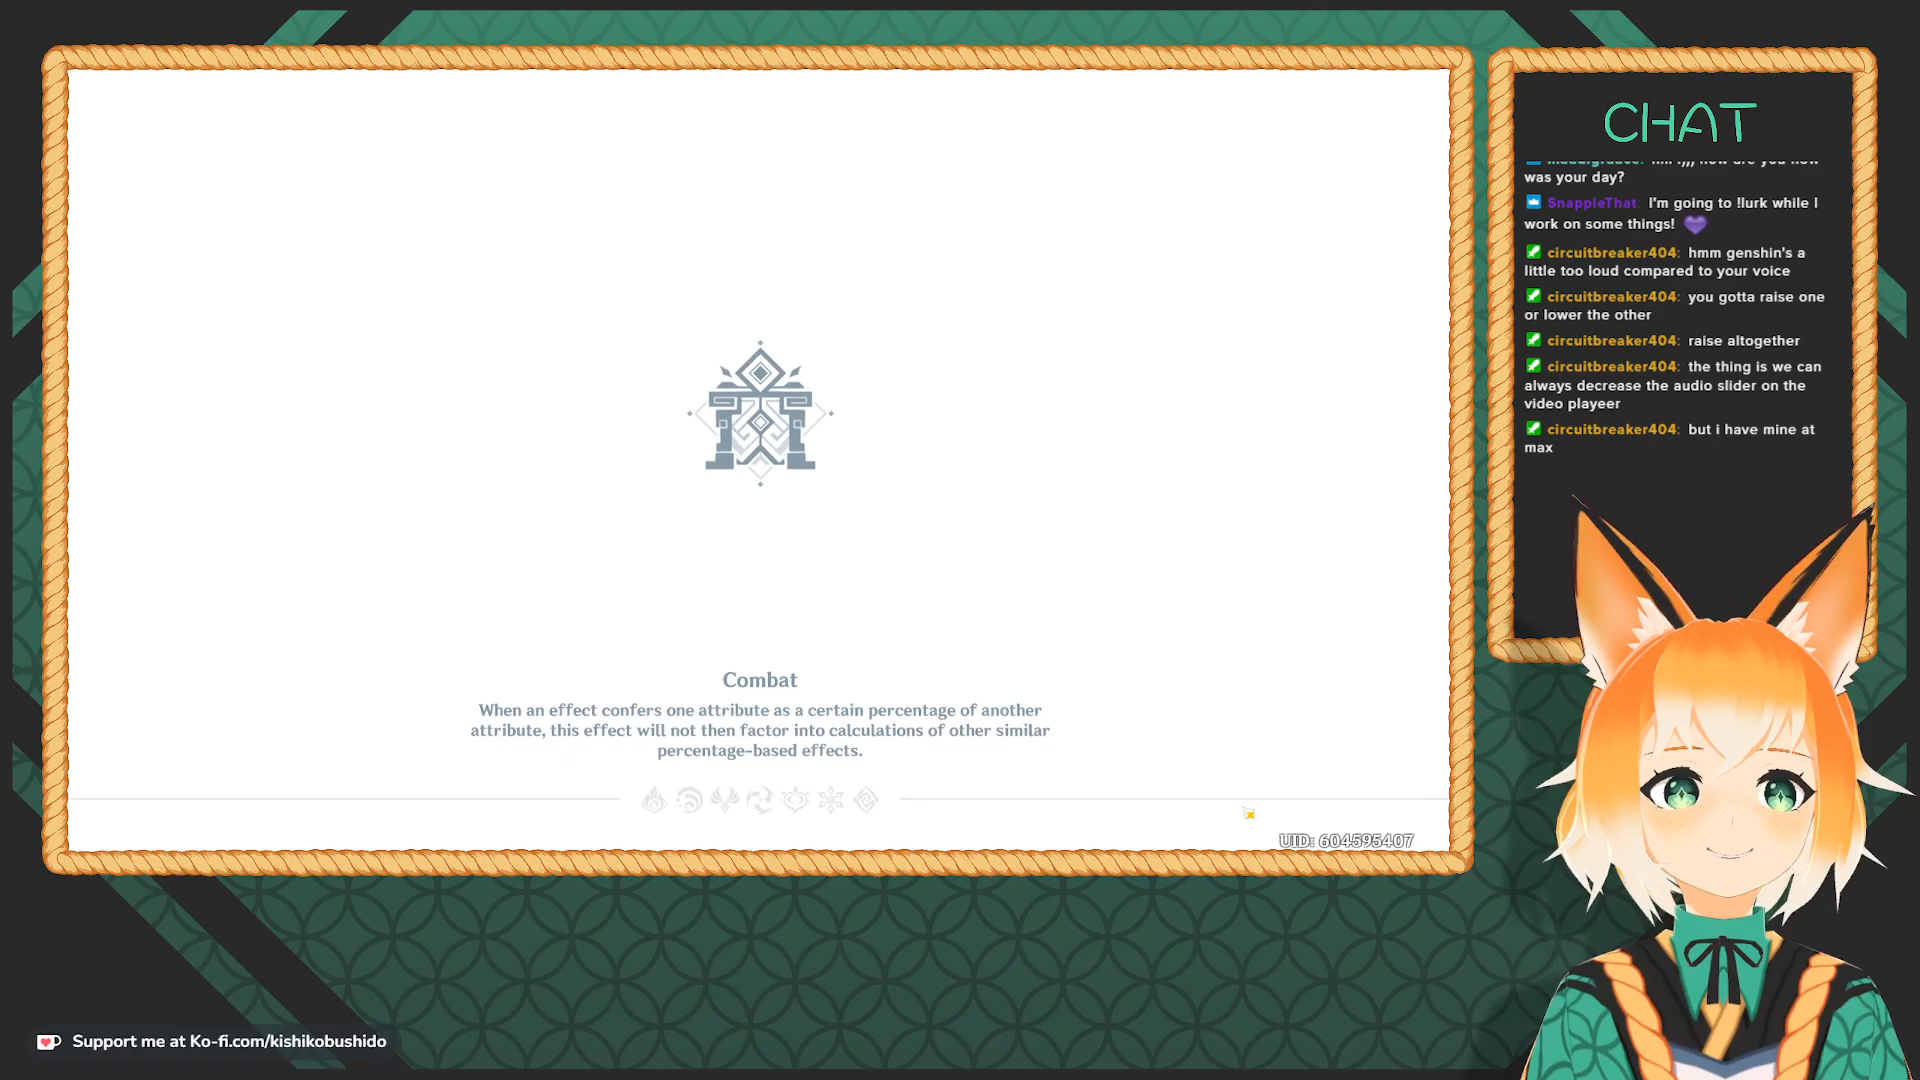 CHAT
was your day?
SnappleThat: I'm going to !lurk while I
work on some things!
circuitbreaker404: hmm genshin's a
little too loud compared to your voice
circuitbreaker404: you gotta raise one
or lower the other
circuitbreaker404: raise altogether
circuitbreaker404: the thing is we can
always decrease the audio slider on the
video playeer
circuitbreaker404: but i have mine at
max
Combat
When an effect confers one attribute as a certain percentage of another
attribute, this effect will not then factor into calculations of other similar
percentage-based effects.
UID: 604595407
Support me at Ko-fi.com/kishikobushido